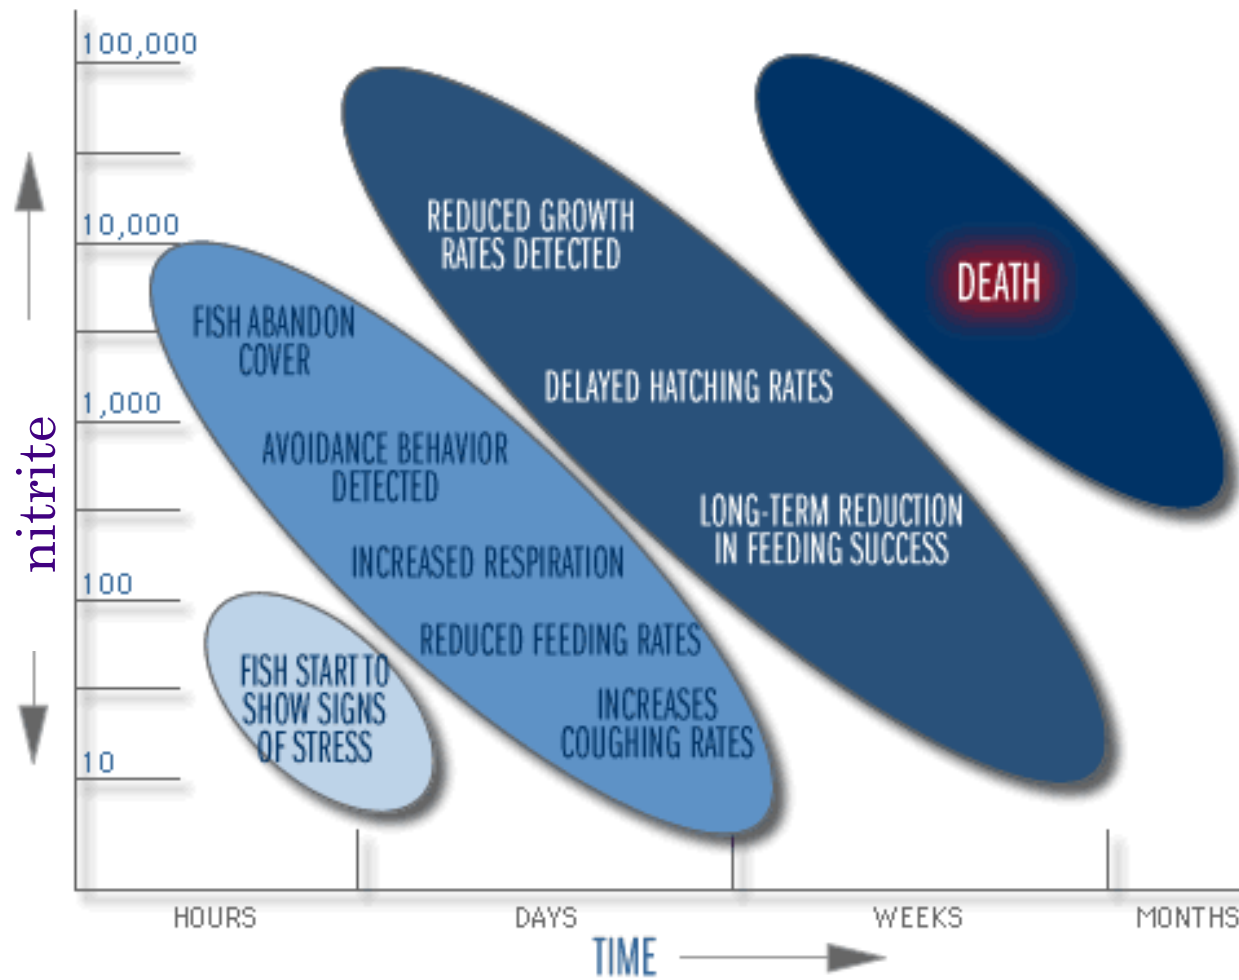 100,000
10,000
1,000
100
10
nitrite
REDUCED GROWTH
RATES DETECTED
DEATH
FISH ABANDON
COVER
DELAYED HATCHING RATES
AVOIDANCE BEHAVIOR
DETECTED
LONG-TERM REDUCTION
IN FEEDING SUCCESS
INCREASED RESPIRATION
REDUCED FEEDING RATES
FISH START TO
SHOW SIGNS
OF STRESS
INCREASES
COUGHING RATES
HOURS
DAYS
WEEKS
MONTHS
TIME